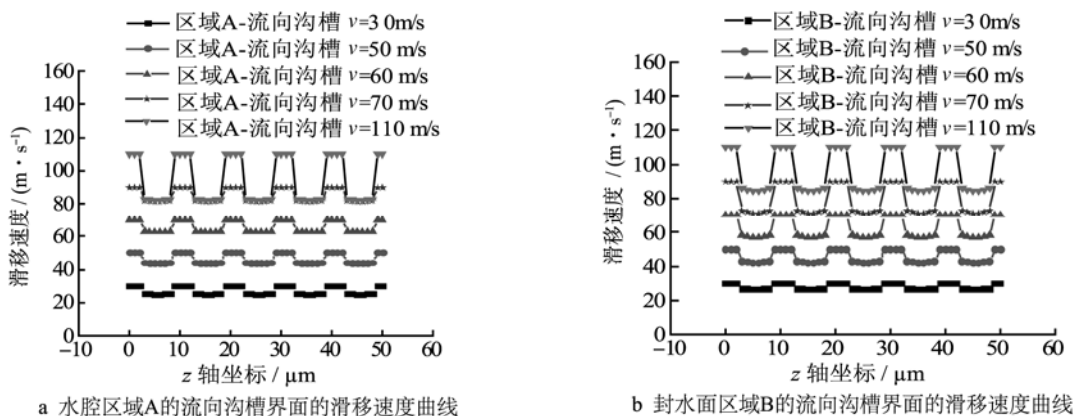 区域A-流向沟槽 v=3 0m/s
区域A-流向沟槽 v=50 m/s
区域A-流向沟槽 v=60 m/s
区域A-流向沟槽 v=70 m/s
区域A-流向沟槽 v=110 m/s
160
140
120
100
80
60
40
20
0
滑移速度 / (m·s⁻¹)
-10 0 10 20 30 40 50 60
z 轴坐标 / μm
a 水腔区域A的流向沟槽界面的滑移速度曲线
区域B-流向沟槽 v=3 0m/s
区域B-流向沟槽 v=50 m/s
区域B-流向沟槽 v=60 m/s
区域B-流向沟槽 v=70 m/s
区域B-流向沟槽 v=110 m/s
160
140
120
100
80
60
40
20
0
滑移速度 / (m·s⁻¹)
-10 0 10 20 30 40 50 60
z 轴坐标 / μm
b 封水面区域B的流向沟槽界面的滑移速度曲线